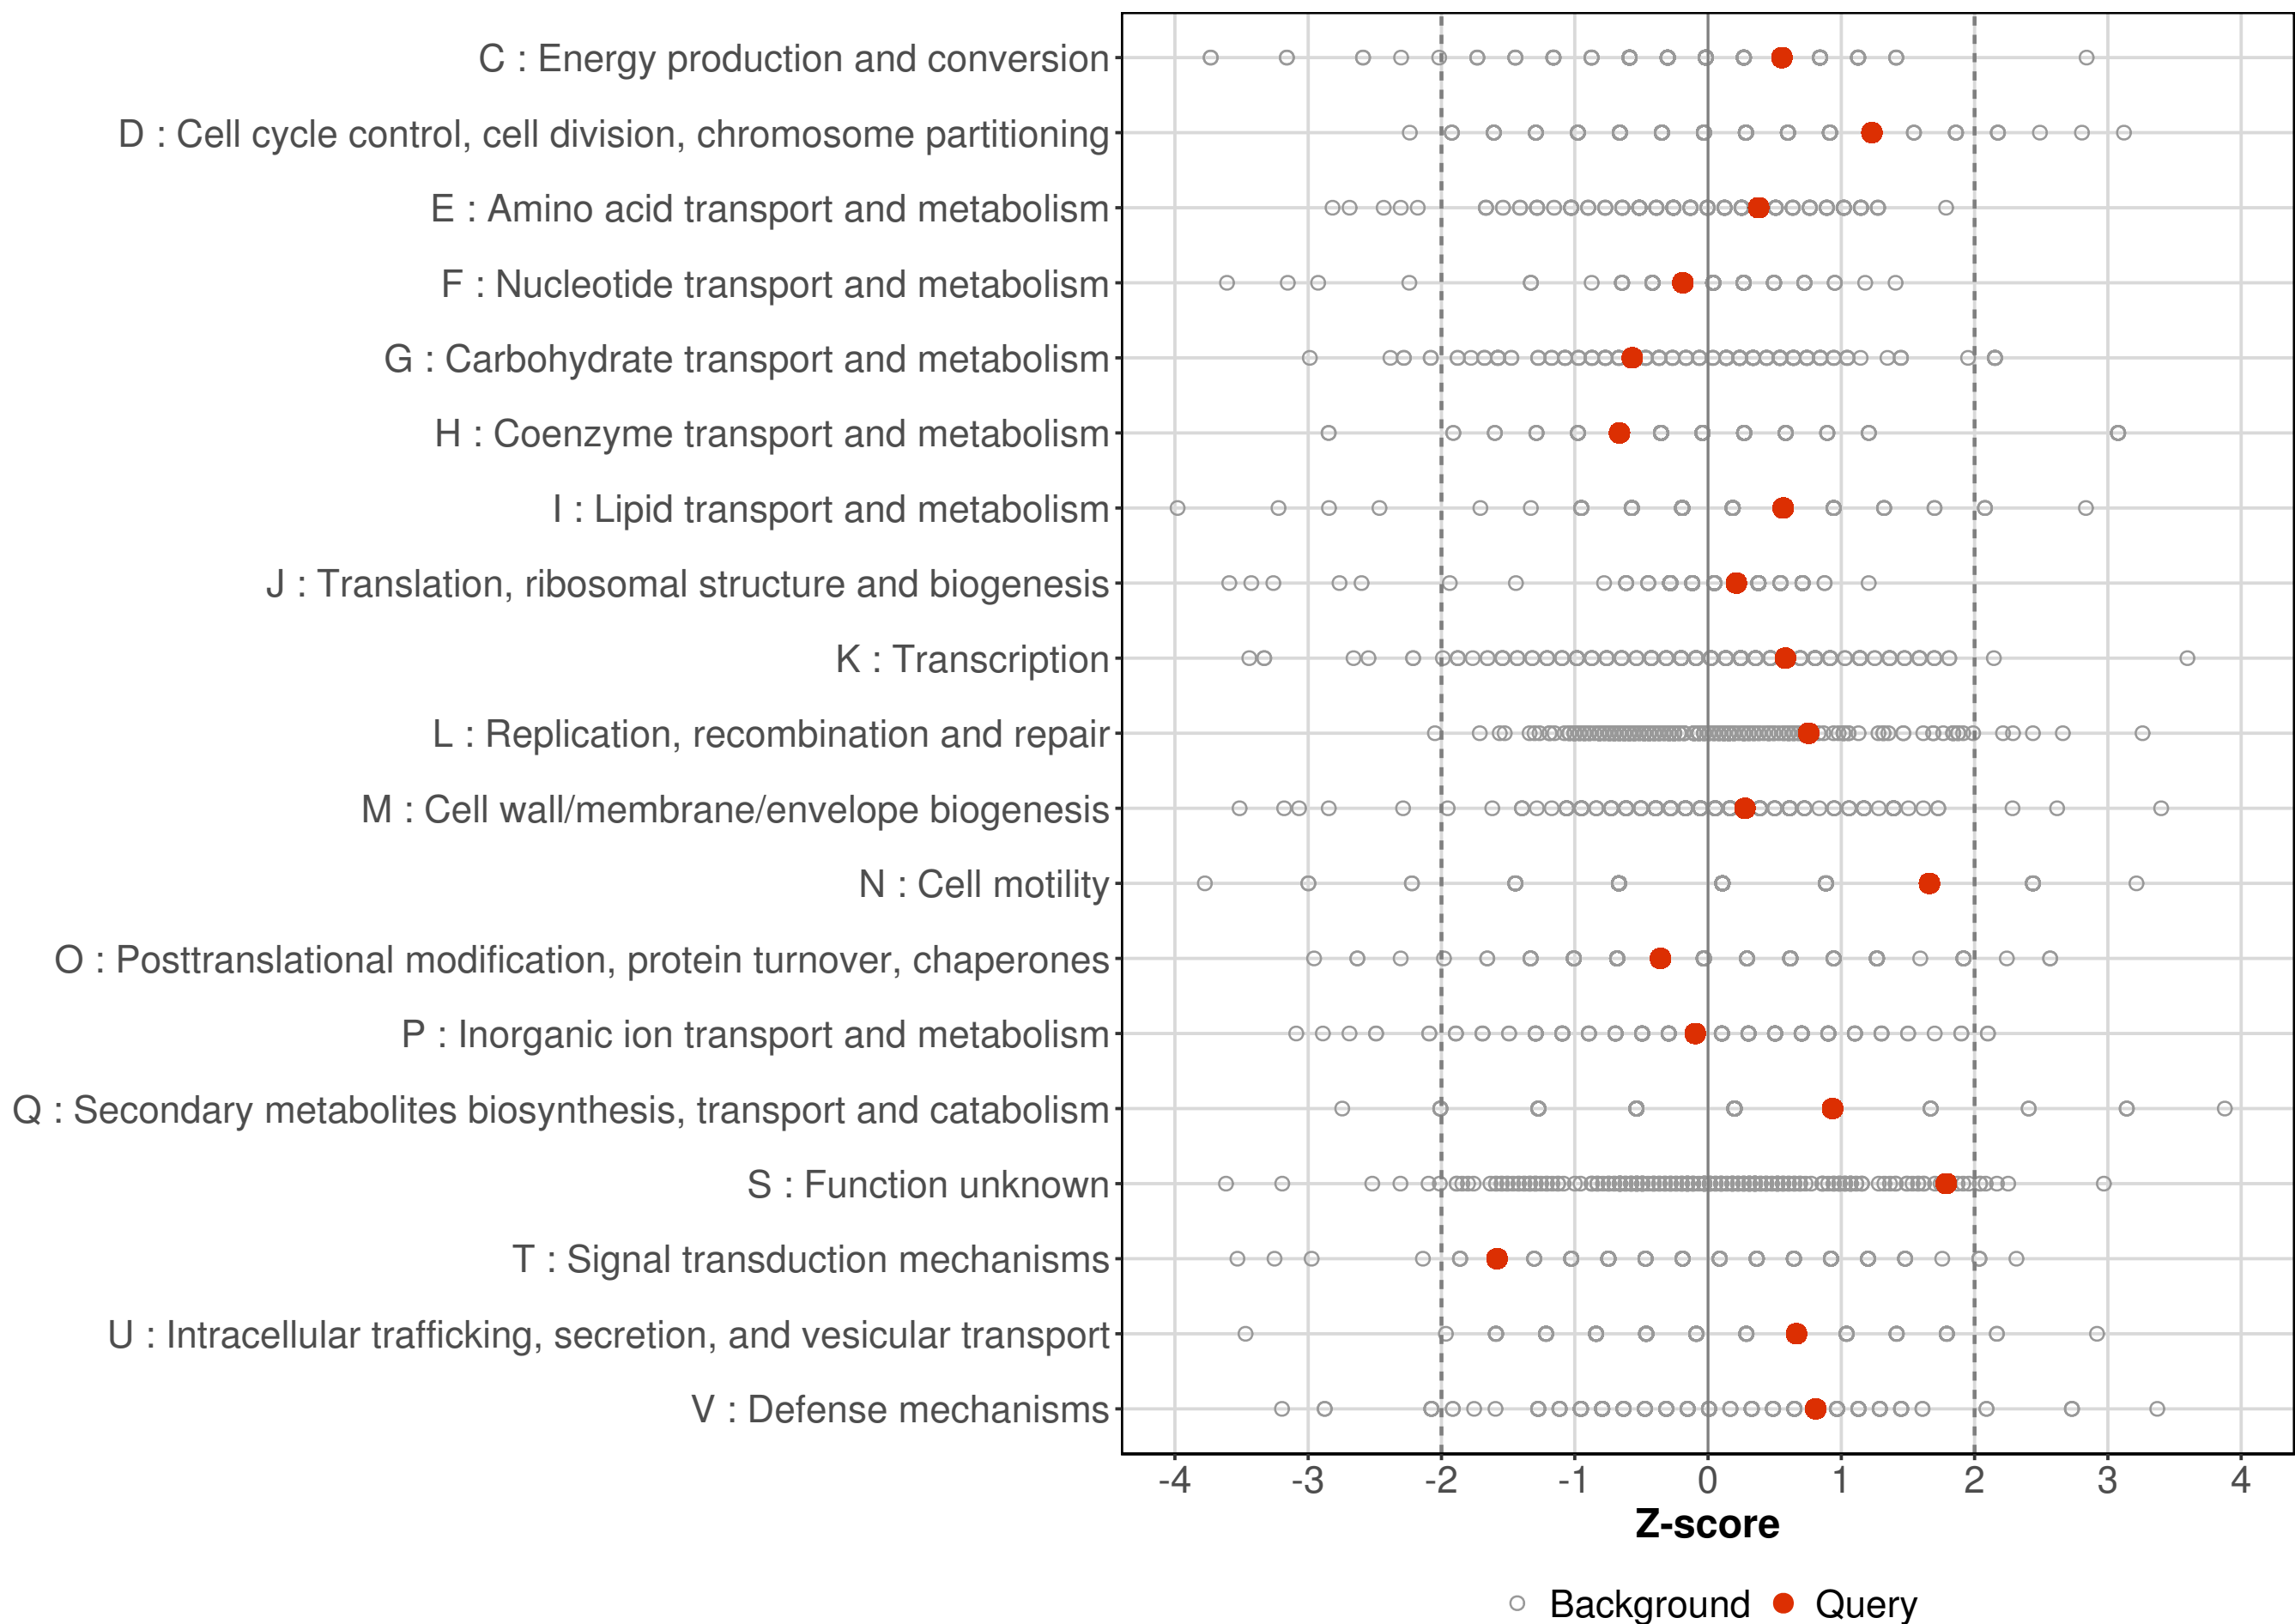 C : Energy production and conversion
D : Cell cycle control, cell division, chromosome partitioning
E : Amino acid transport and metabolism
F : Nucleotide transport and metabolism
G : Carbohydrate transport and metabolism
H : Coenzyme transport and metabolism
I : Lipid transport and metabolism
J : Translation, ribosomal structure and biogenesis
K : Transcription
L : Replication, recombination and repair
M : Cell wall/membrane/envelope biogenesis
N : Cell motility
O : Posttranslational modification, protein turnover, chaperones
P : Inorganic ion transport and metabolism
Q : Secondary metabolites biosynthesis, transport and catabolism
S : Function unknown
T : Signal transduction mechanisms
U : Intracellular trafficking, secretion, and vesicular transport
V : Defense mechanisms
-4 -3 -2 -1 0 1 2 3 4
Z-score
Background Query